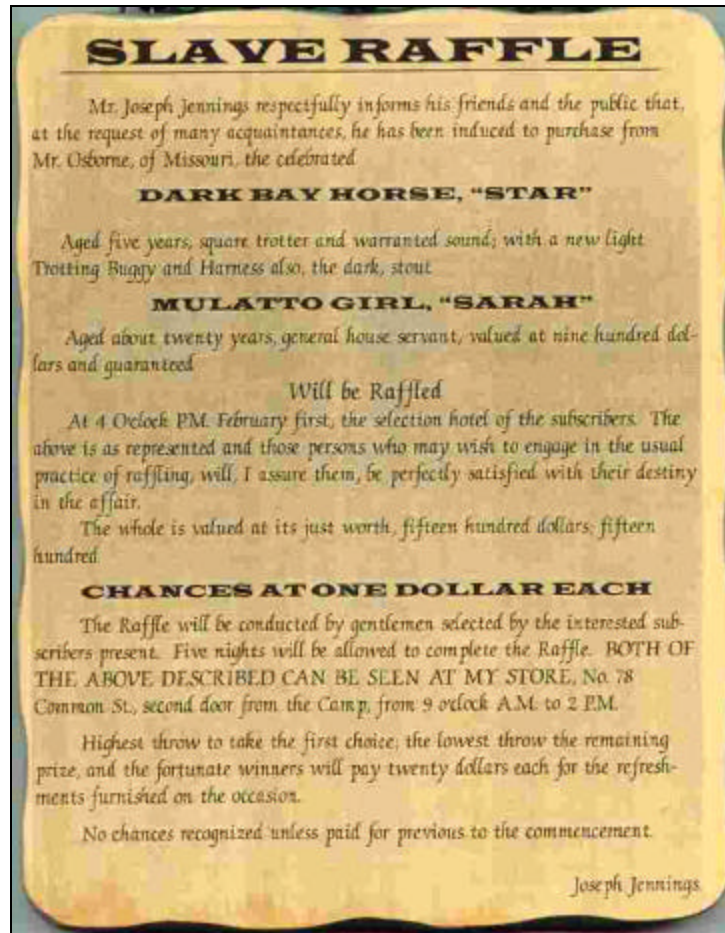 SLAVE RAFFLE
Mr. Joseph Jennings respectfully informs his friends and the public that,
at the request of many acquaintances, he has been induced to purchase from
Mr. Osborne, of Missouri, the celebrated
DARK BAY HORSE, "STAR"
Aged five years, square trotter and warranted sound; with a new light
Trotting Buggy and Harness also, the dark, stout
MULATTO GIRL, "SARAH"
Aged about twenty years, general house servant, valued at nine hundred dol-
lars and guaranteed
Will be Raffled
At 4 O'clock P.M. February first, the selection hotel of the subscribers. The
above is as represented and those persons who may wish to engage in the usual
practice of raffling, will, I assure them, be perfectly satisfied with their destiny
in the affair.
The whole is valued at its just worth, fifteen hundred dollars; fifteen
hundred
CHANCES AT ONE DOLLAR EACH
The Raffle will be conducted by gentlemen selected by the interested sub-
scribers present. Five nights will be allowed to complete the Raffle. BOTH OF
THE ABOVE DESCRIBED CAN BE SEEN AT MY STORE, No. 78
Common St., second door from the Camp, from 9 o'clock A.M. to 2 P.M.
Highest throw to take the first choice; the lowest throw the remaining
prize, and the fortunate winners will pay twenty dollars each for the refresh-
ments furnished on the occasion.
No chances recognized unless paid for previous to the commencement.
Joseph Jennings.